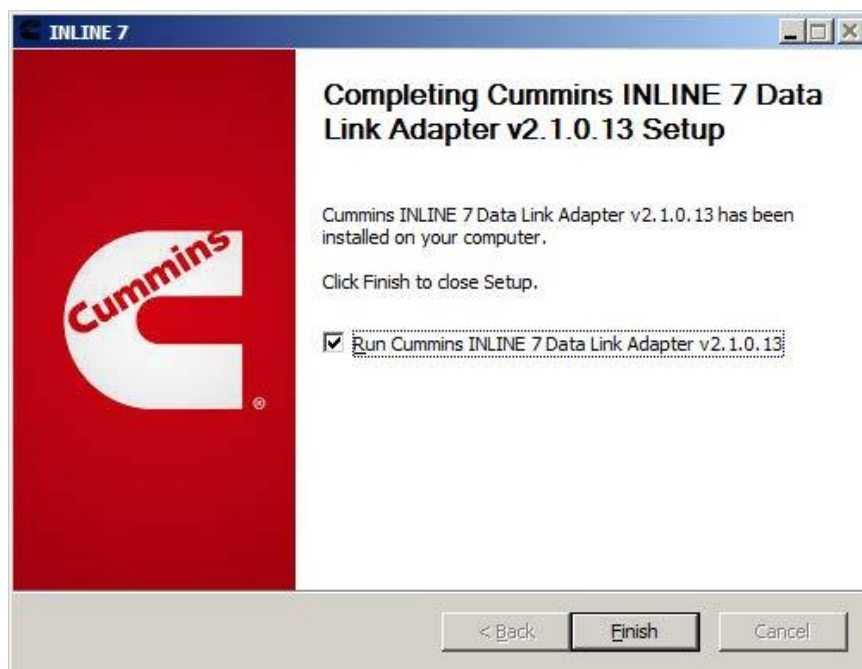 INLINE 7
Completing Cummins INLINE 7 Data
Link Adapter v2.1.0.13 Setup
Cummins INLINE 7 Data Link Adapter v2.1.0.13 has been
installed on your computer.
Click Finish to close Setup.
Run Cummins INLINE 7 Data Link Adapter v2.1.0.13
Cummins
®
< Back
Finish
Cancel